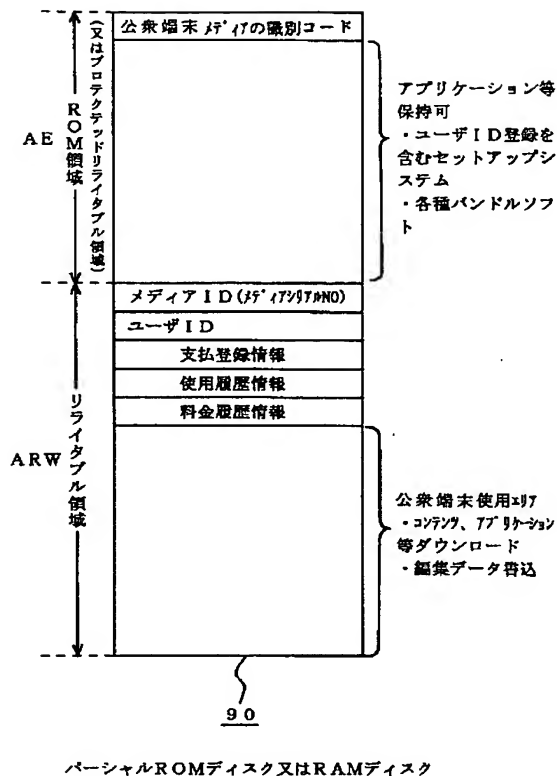 公衆端末 メディアの識別コード
AE
ROM領域
(又はプロテクテッドリライタブル領域)
アプリケーション等
保持可
・ユーザID登録を
含むセットアップシ
ステム
・各種バンドルソフ
ト
メディアID(メディアシリアルNO)
ユーザID
支払登録情報
使用履歴情報
料金履歴情報
ARW
リライタブル領域
公衆端末使用エリア
・コンテンツ、アプリケーション
等ダウンロード
・編集データ書込
90
パーシャルROMディスク又はRAMディスク